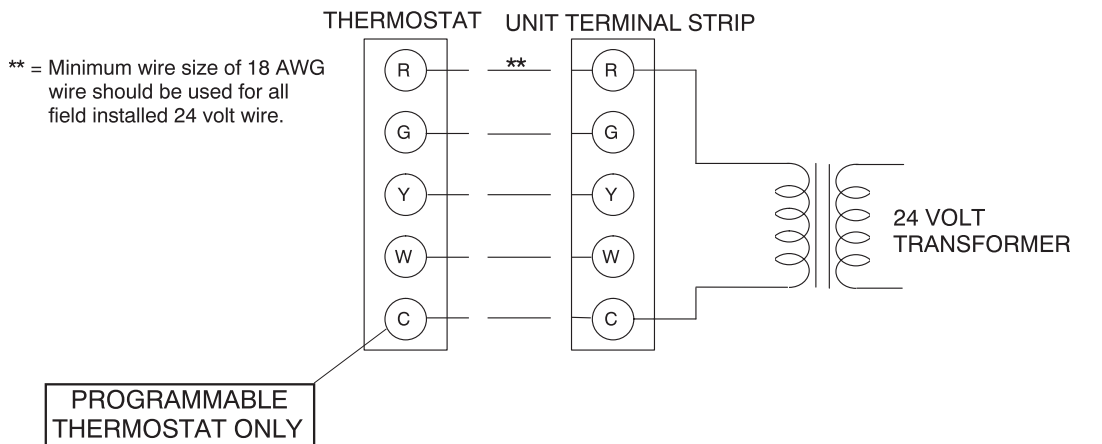 THERMOSTAT
UNIT TERMINAL STRIP
** = Minimum wire size of 18 AWG
wire should be used for all
field installed 24 volt wire.
R
**
R
G
G
Y
Y
W
W
C
C
24 VOLT
TRANSFORMER
PROGRAMMABLE
THERMOSTAT ONLY